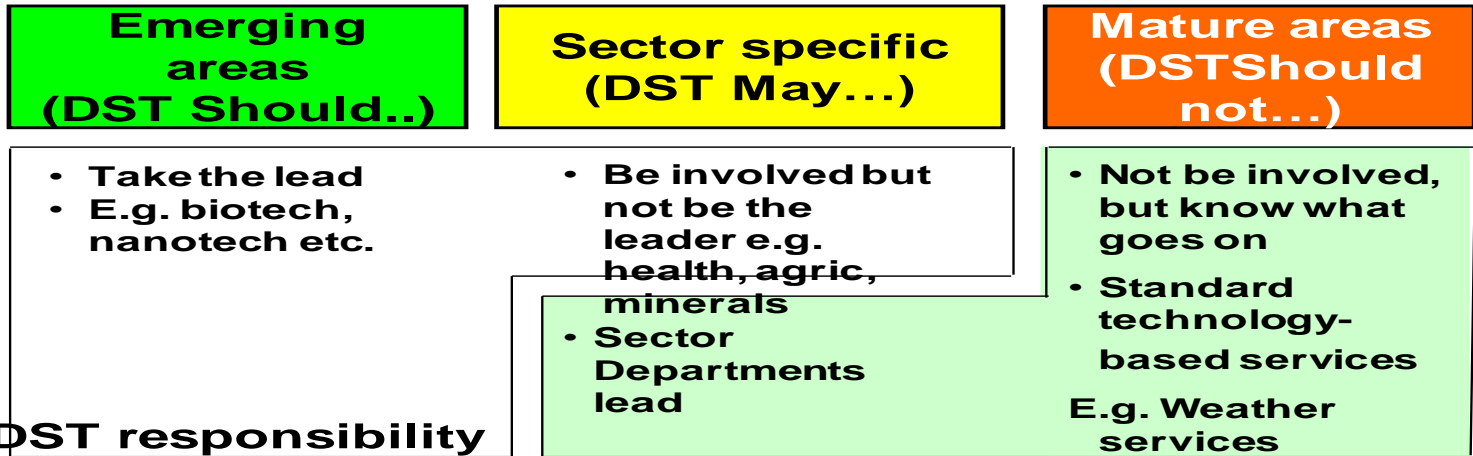 Emerging
areas
(DST Should..)
Sector specific
(DST May...)
Mature areas
(DSTShould
not...)
• Take the lead
• E.g. biotech,
nanotech etc.
• Be involved but
not be the
leader e.g.
health, agric,
minerals
• Sector
Departments
lead
• Not be involved,
but know what
goes on
• Standard
technology-
based services
E.g. Weather
services
DST responsibility